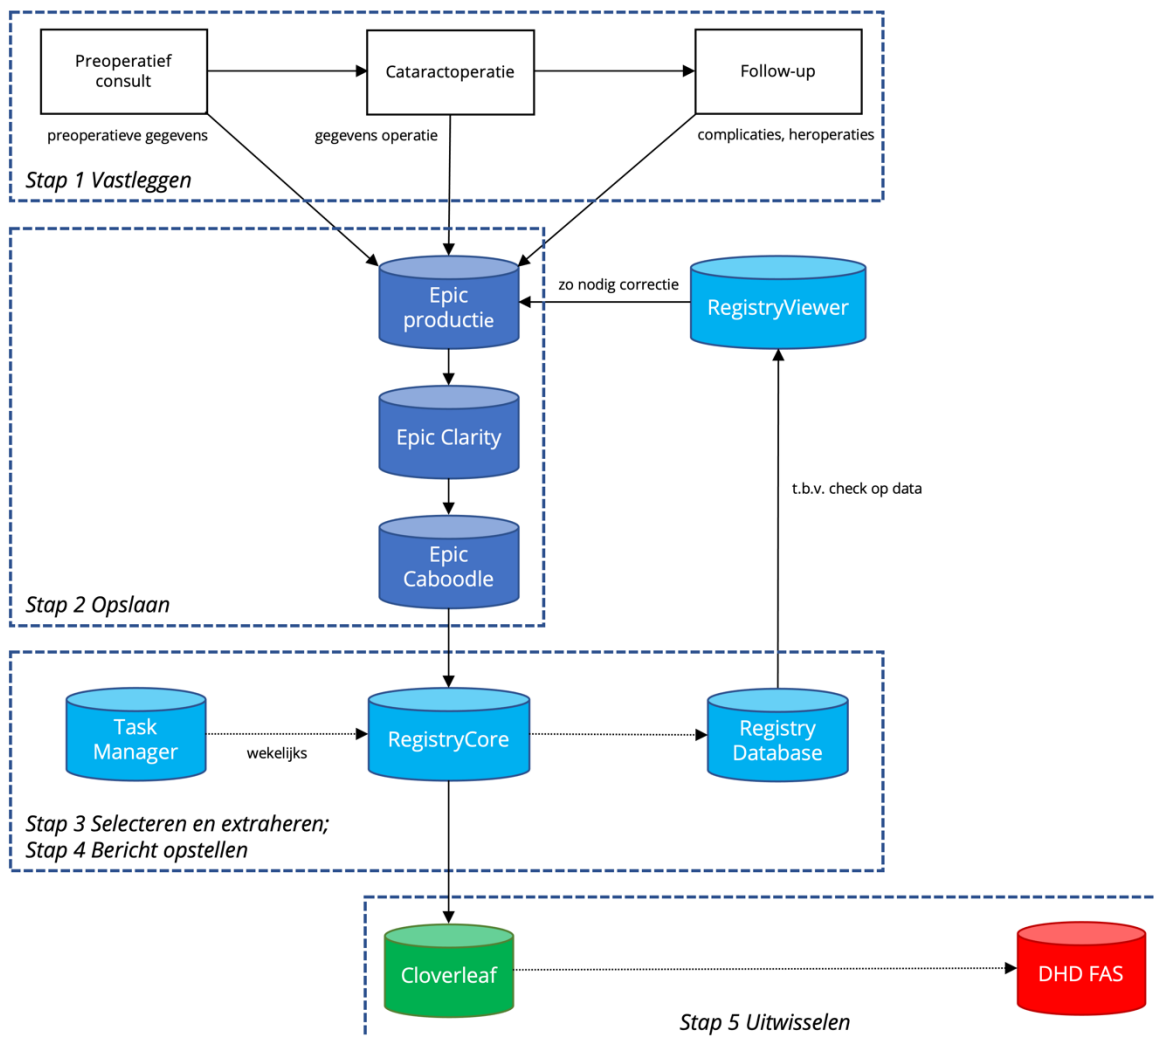 Preoperatief
consult
Cataractoperatie
Follow-up
preoperatieve gegevens
gegevens operatie
complicaties, heroperaties
Stap 1 Vastleggen
Epic
productie
zo nodig correctie
RegistryViewer
Epic Clarity
t.b.v. check op data
Epic
Caboodle
Stap 2 Opslaan
Task
Manager
wekelijks
RegistryCore
Registry
Database
Stap 3 Selecteren en extraheren;
Stap 4 Bericht opstellen
Cloverleaf
DHD FAS
Stap 5 Uitwisselen